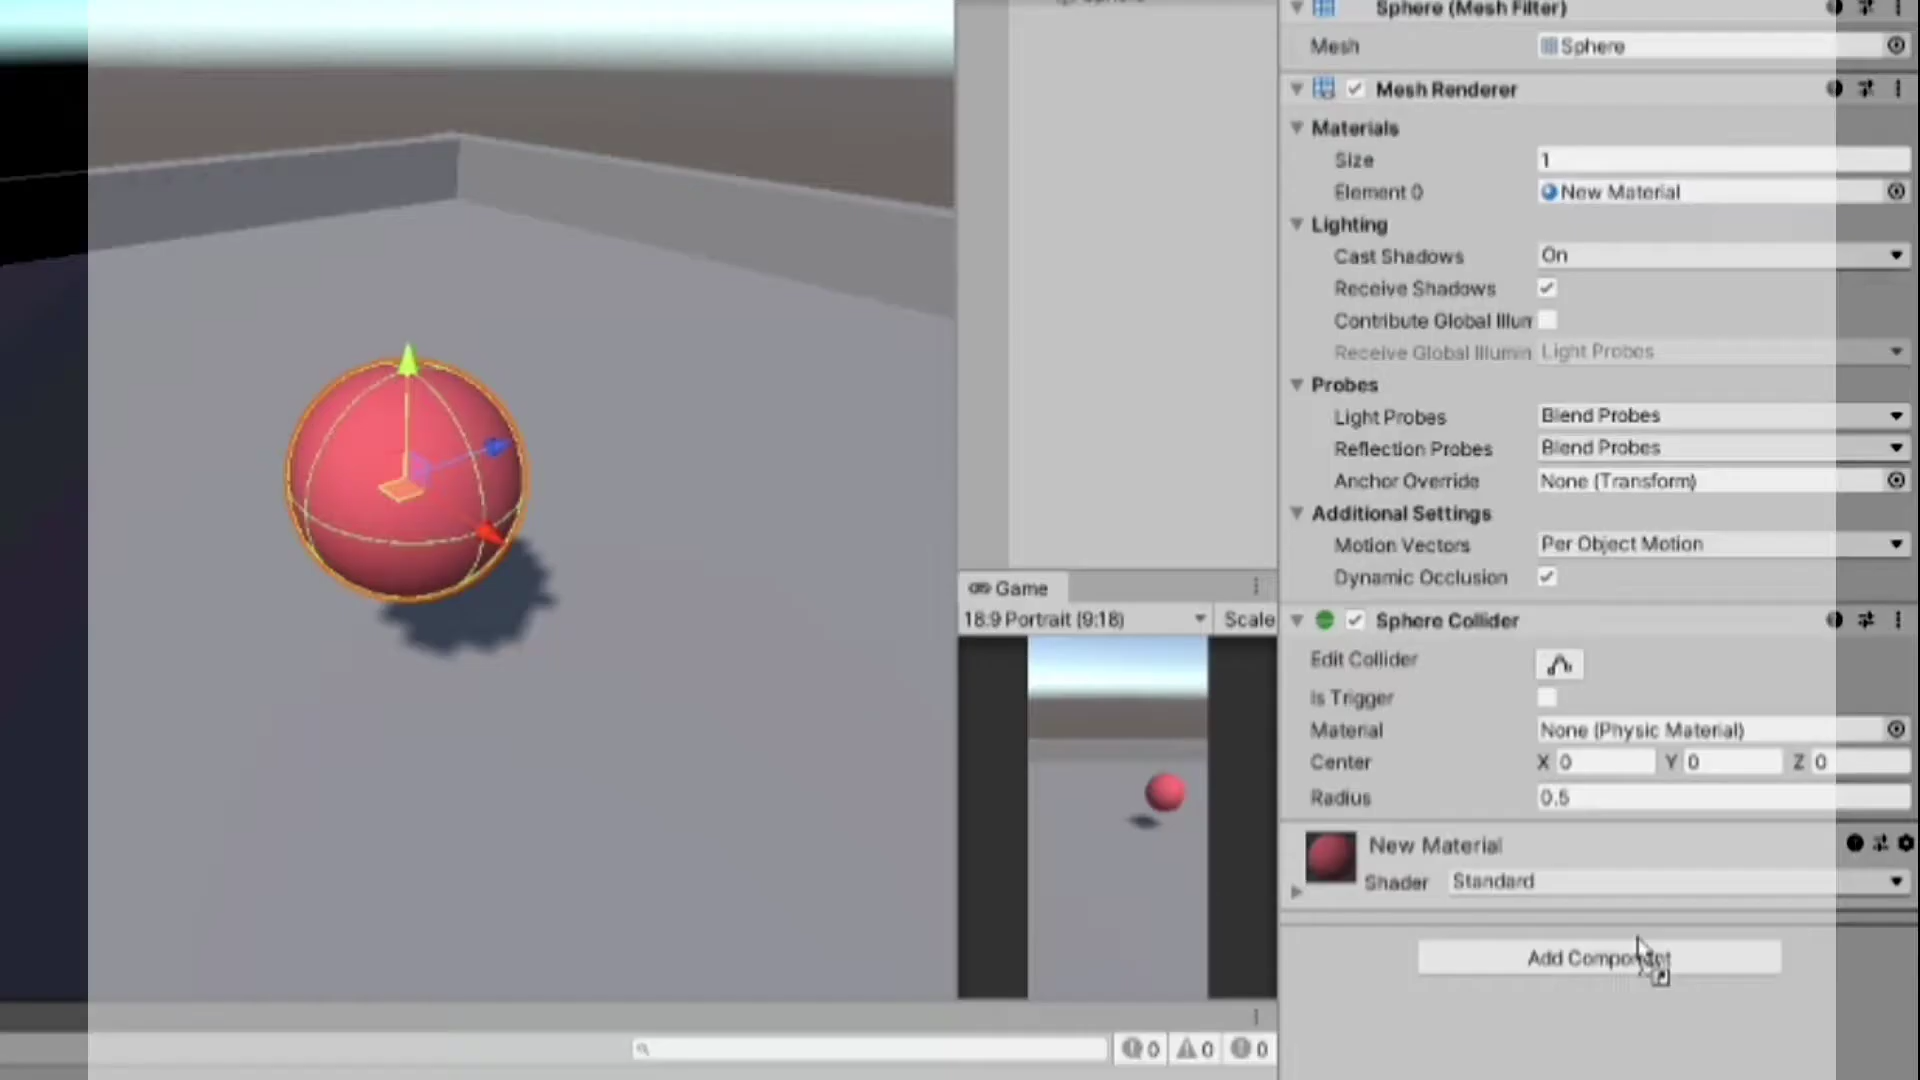 Sphere (Mesh Filter)
Mesh Sphere
Mesh Renderer
Materials
Size 1
Element 0 New Material
Lighting
Cast Shadows On
Receive Shadows
Contribute Global Illum
Receive Global Illumin Light Probes
Probes
Light Probes Blend Probes
Reflection Probes Blend Probes
Anchor Override None (Transform)
Additional Settings
Motion Vectors Per Object Motion
Dynamic Occlusion
Game
18:9 Portrait (9:18) Scale
Sphere Collider
Edit Collider
Is Trigger
Material None (Physic Material)
Center X 0 Y 0 Z 0
Radius 0.5
New Material
Shader Standard
Add Component
0 0 0